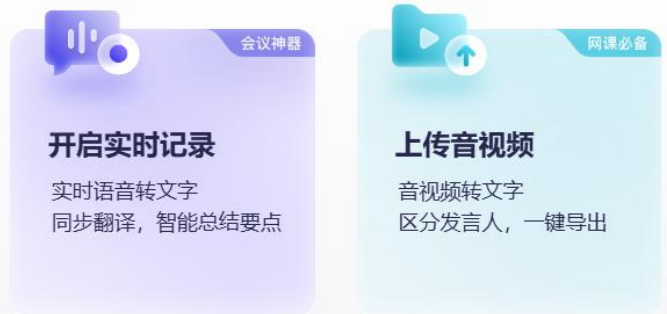 会议神器
开启实时记录
实时语音转文字
同步翻译，智能总结要点
网课必备
上传音视频
音视频转文字
区分发言人，一键导出